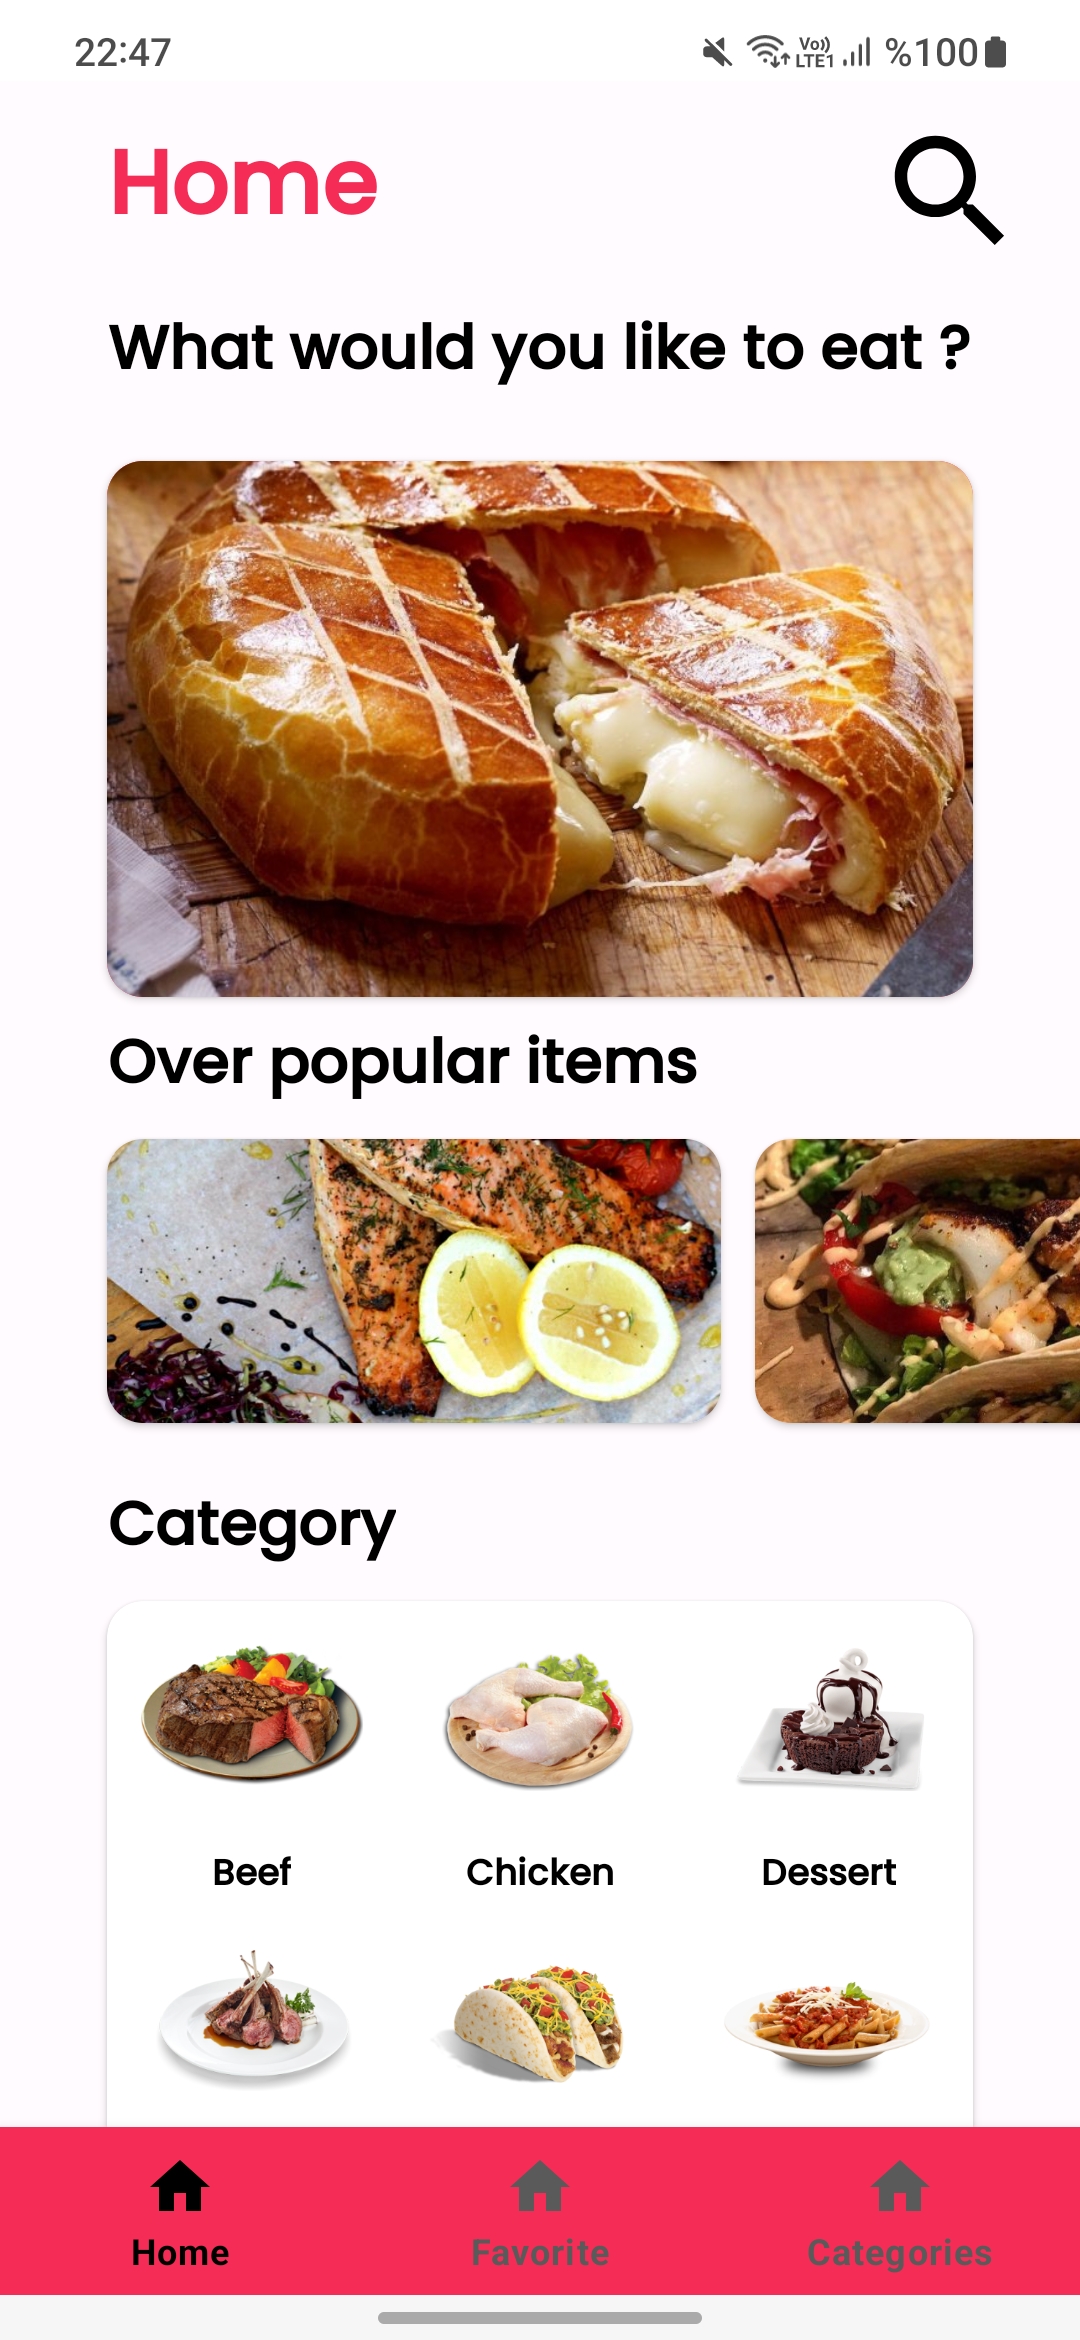 22:47
Vo))
LTE1
%100
Home
What would you like to eat ?
Over popular items
Category
Beef
Chicken
Dessert
Home
Favorite
Categories